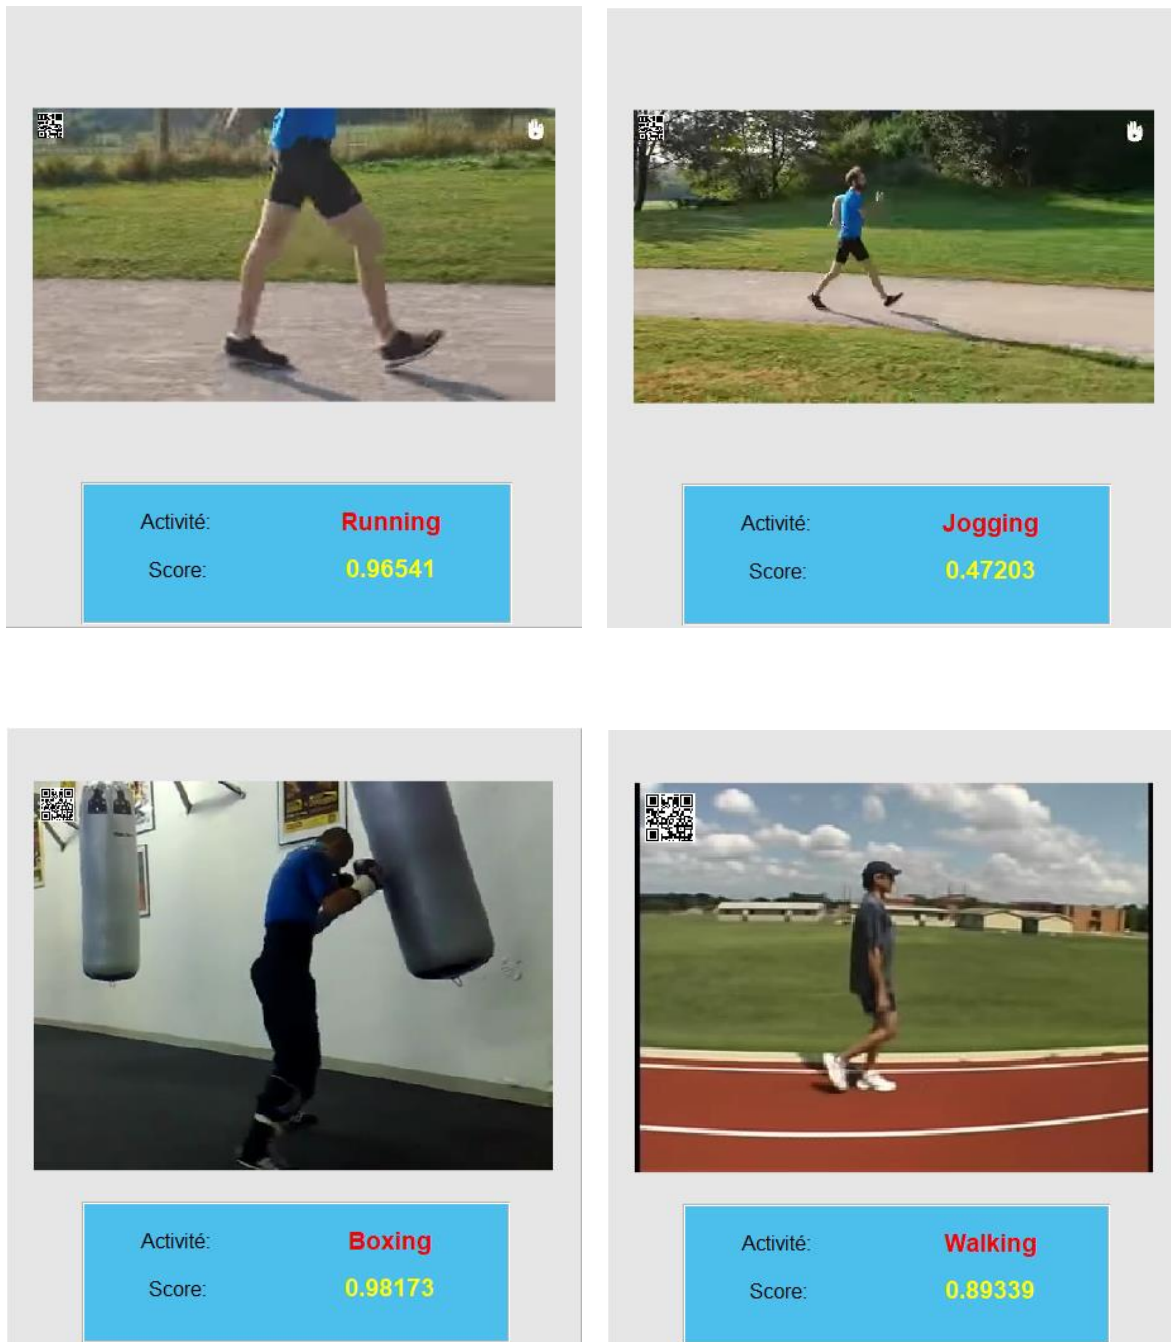 Activité: Running
Score: 0.96541
Activité: Jogging
Score: 0.47203
Activité: Boxing
Score: 0.98173
Activité: Walking
Score: 0.89339